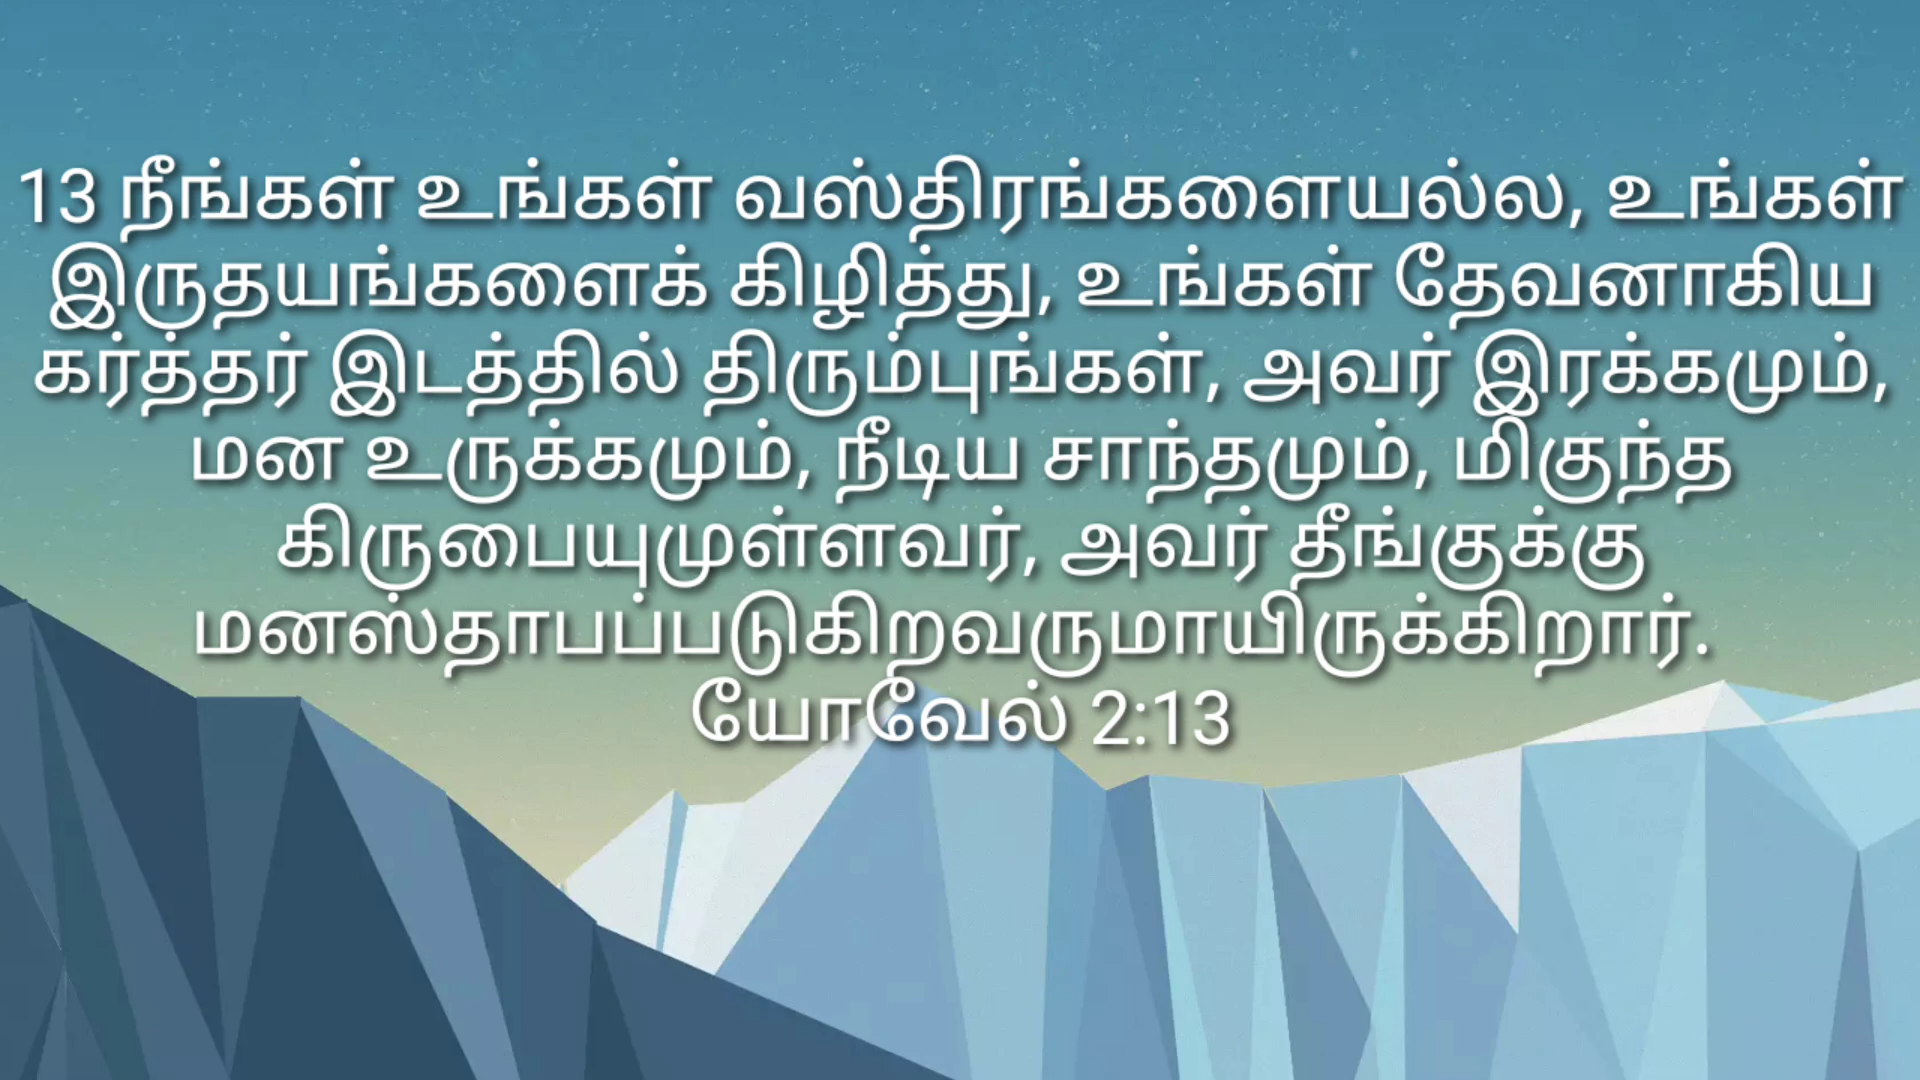 13 நீங்கள் உங்கள் வஸ்திரங்களையல்ல, உங்கள்
இருதயங்களைக் கிழித்து, உங்கள் தேவனாகிய
கர்த்தர் இடத்தில் திரும்புங்கள், அவர் இரக்கமும்,
மன உருக்கமும், நீடிய சாந்தமும், மிகுந்த
கிருபையுமுள்ளவர், அவர் தீங்குக்கு
மனஸ்தாபப்படுகிறவருமாயிருக்கிறார்.
யோவேல் 2:13